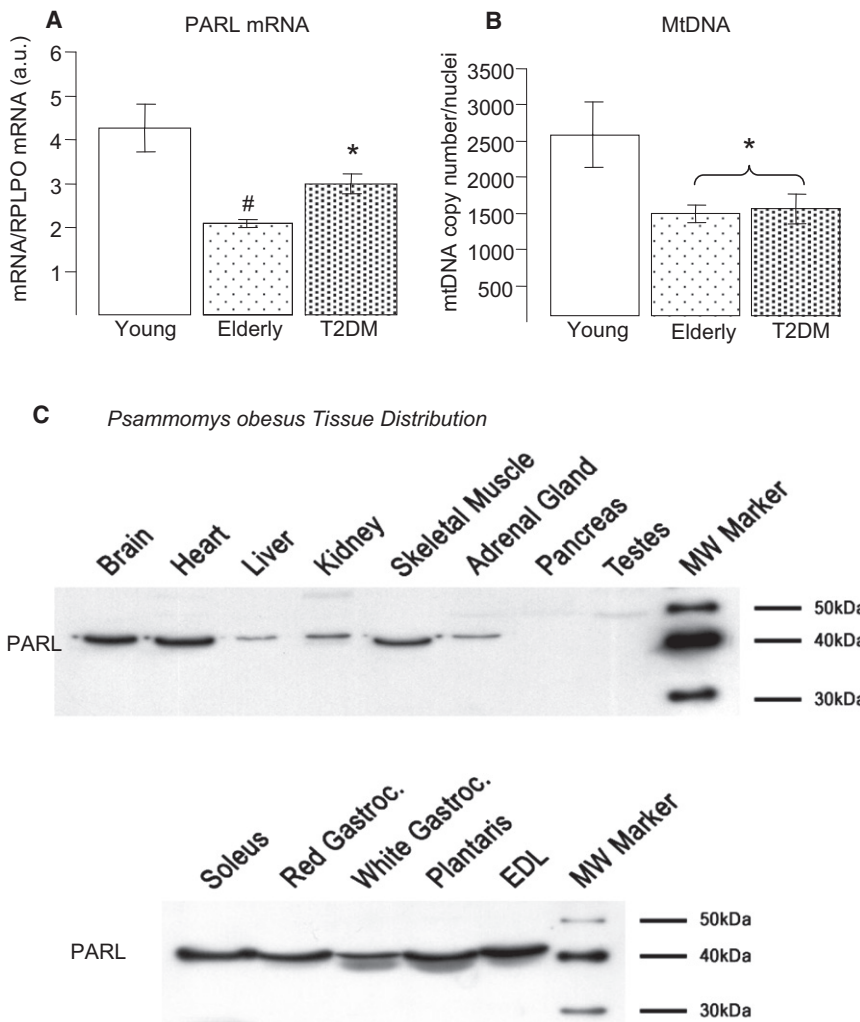 A
PARL mRNA
mRNA/RPLPO mRNA (a.u.)
6
5
4
3
2
1
#
*
Young
Elderly
T2DM
B
MtDNA
mtDNA copy number/nuclei
3500
3000
2500
2000
1500
1000
500
*
Young
Elderly
T2DM
C
Psammomys obesus Tissue Distribution
Brain
Heart
Liver
Kidney
Skeletal Muscle
Adrenal Gland
Pancreas
Testes
MW Marker
PARL
50kDa
40kDa
30kDa
Soleus
Red Gastroc.
White Gastroc.
Plantaris
EDL
MW Marker
PARL
50kDa
40kDa
30kDa